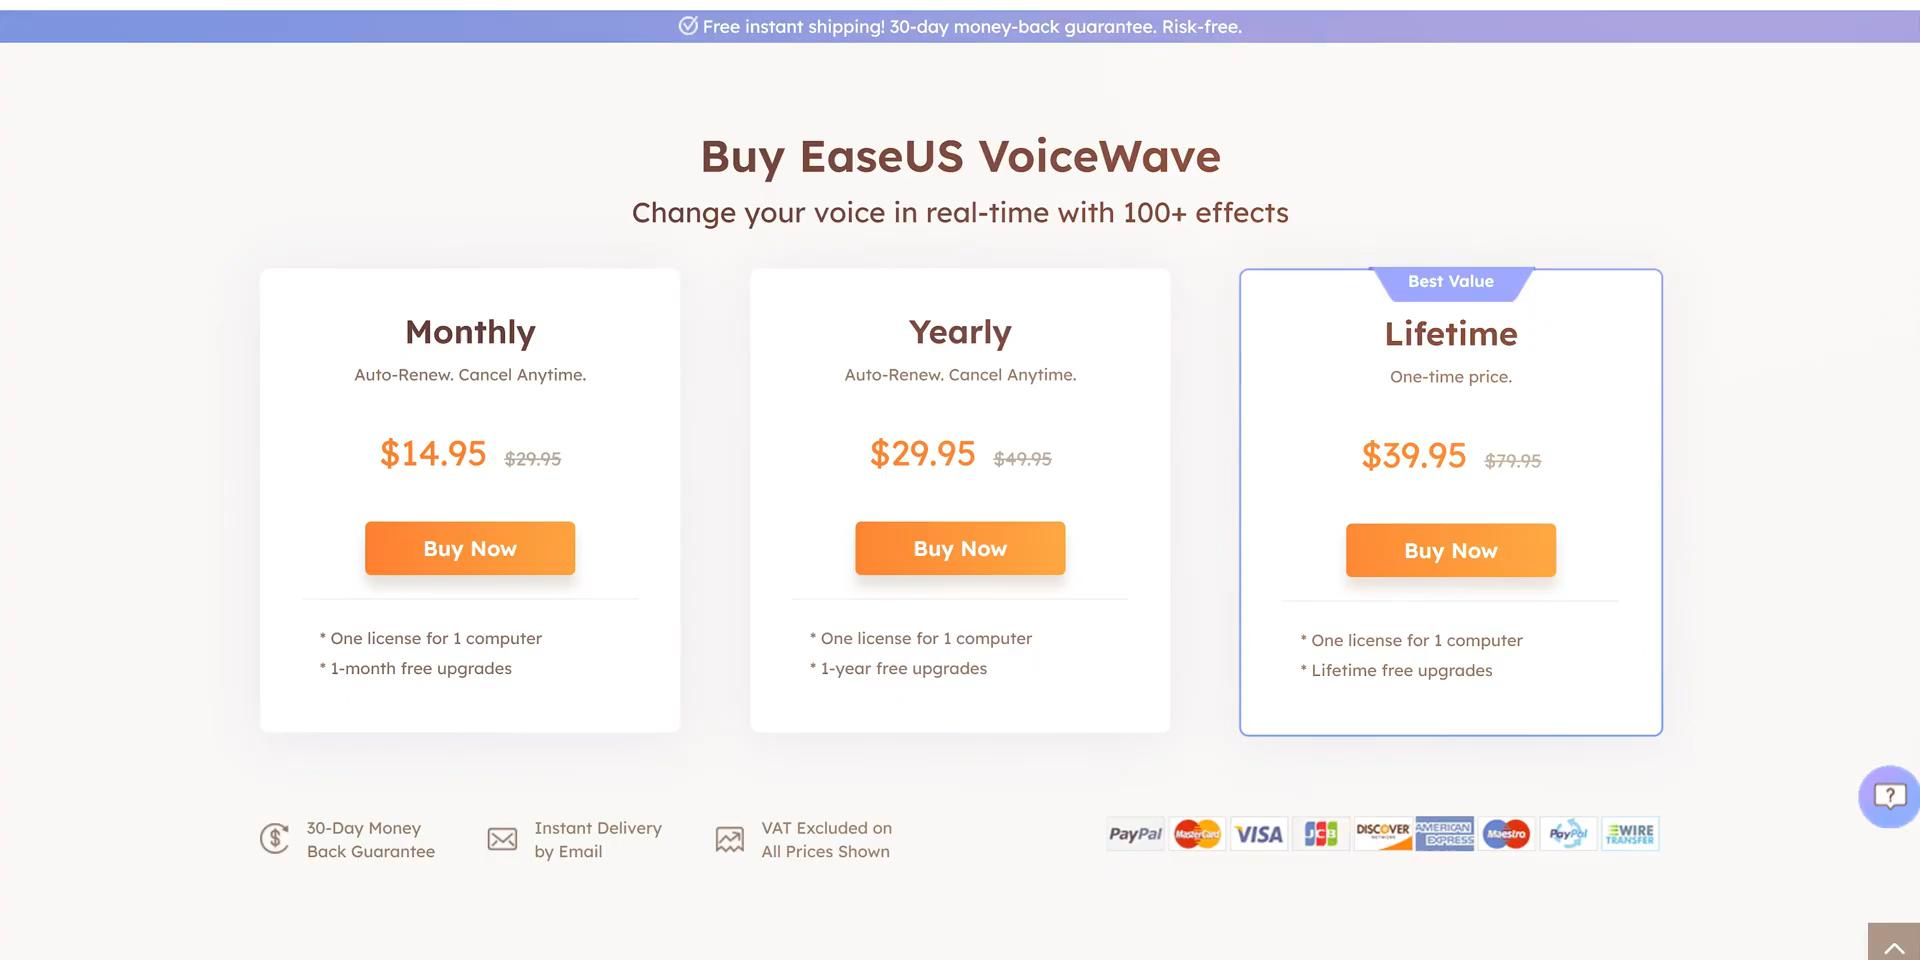 Free instant shipping! 30-day money-back guarantee. Risk-free.
Buy EaseUS VoiceWave
Change your voice in real-time with 100+ effects
Monthly
Auto-Renew. Cancel Anytime.
$14.95 $29.95
Buy Now
* One license for 1 computer
* 1-month free upgrades
Yearly
Auto-Renew. Cancel Anytime.
$29.95 $49.95
Buy Now
* One license for 1 computer
* 1-year free upgrades
Best Value
Lifetime
One-time price.
$39.95 $79.95
Buy Now
* One license for 1 computer
* Lifetime free upgrades
$
30-Day Money
Back Guarantee
Instant Delivery
by Email
VAT Excluded on
All Prices Shown
PayPal
MasterCard
VISA
JCB
DISCOVER
NETWORK
AMERICAN
EXPRESS
Maestro
PayPal
WIRE
TRANSFER
?